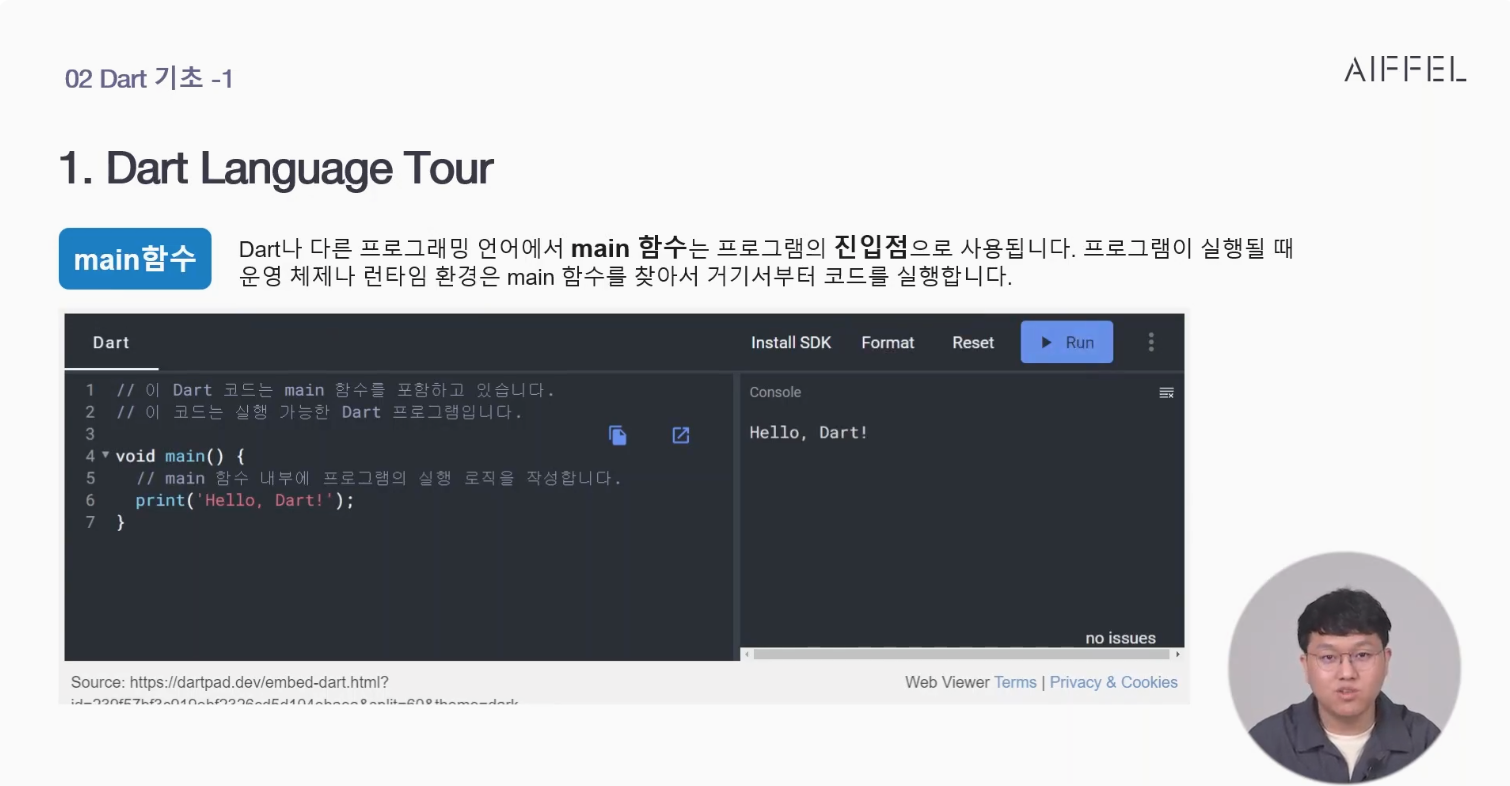 02 Dart 기초 -1
AIFFEL
1. Dart Language Tour
main함수
Dart나 다른 프로그래밍 언어에서 main 함수는 프로그램의 진입점으로 사용됩니다. 프로그램이 실행될 때
운영 체제나 런타임 환경은 main 함수를 찾아서 거기서부터 코드를 실행합니다.
Dart
Install SDK Format Reset Run
1 // 이 Dart 코드는 main 함수를 포함하고 있습니다.
2 // 이 코드는 실행 가능한 Dart 프로그램입니다.
3
4 void main() {
5 // main 함수 내부에 프로그램의 실행 로직을 작성합니다.
6 print('Hello, Dart!');
7 }
Console
Hello, Dart!
no issues
Source: https://dartpad.dev/embed-dart.html?
Web Viewer Terms | Privacy & Cookies